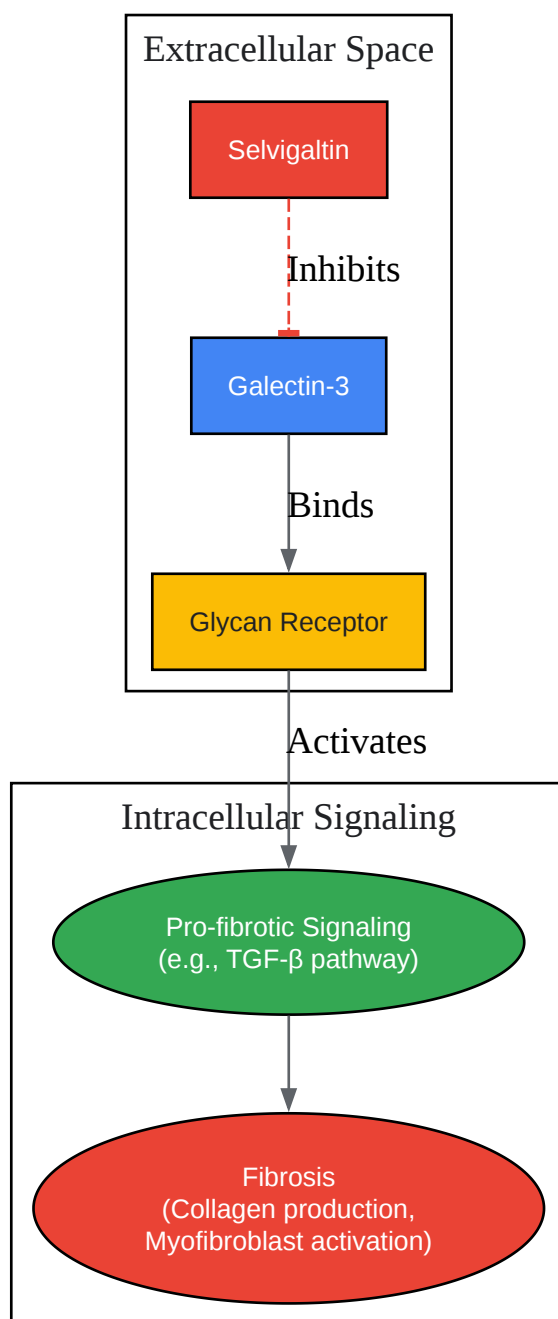 Extracellular Space
Selvigaltin
Inhibits
Galectin-3
Binds
Glycan Receptor
Activates
Intracellular Signaling
Pro-fibrotic Signaling
(e.g., TGF-β pathway)
Fibrosis
(Collagen production,
Myofibroblast activation)